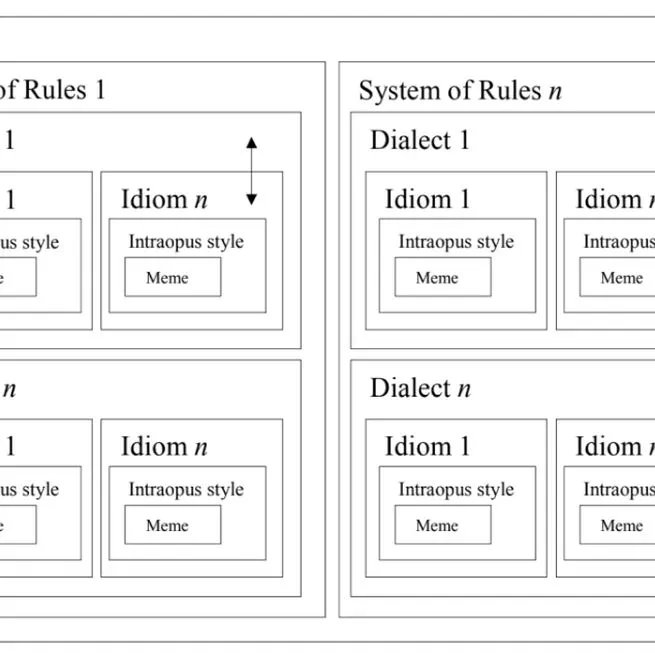 of Rules 1
System of Rules n
1
Dialect 1
1
Idiom n
Idiom 1
Idiom
us style
Intraopus style
Intraopus style
Intraopus
e
Meme
Meme
Meme
n
Dialect n
1
Idiom n
Idiom 1
Idiom
us style
Intraopus style
Intraopus style
Intraopus
e
Meme
Meme
Meme